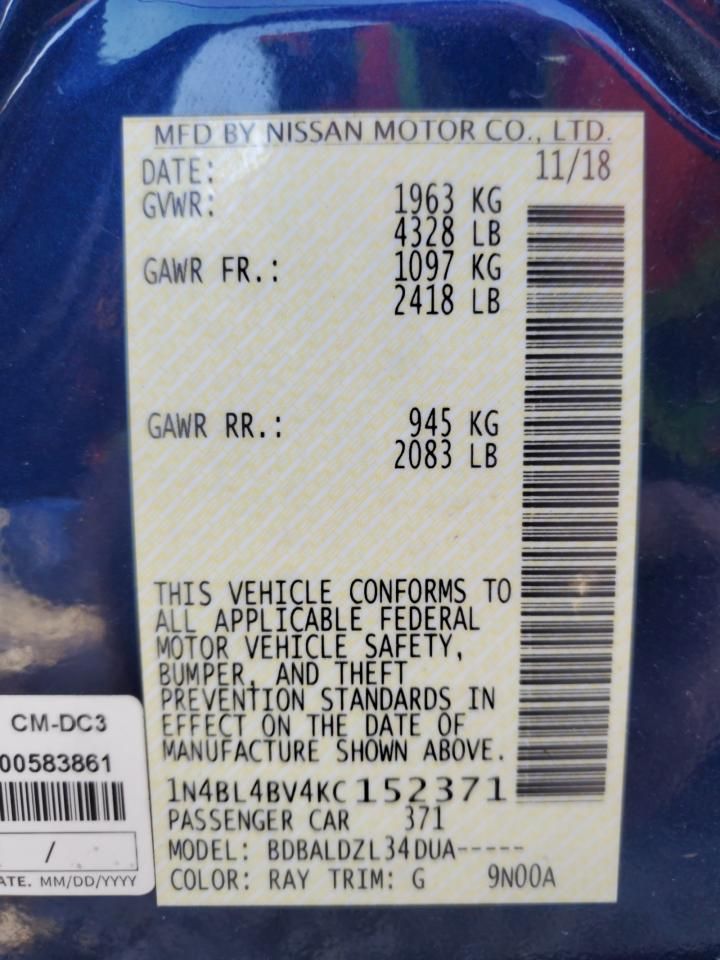 MFD BY NISSAN MOTOR CO., LTD.
DATE: 11/18
GVWR: 1963 KG
4328 LB
GAWR FR.: 1097 KG
2418 LB
GAWR RR.: 945 KG
2083 LB
THIS VEHICLE CONFORMS TO
ALL APPLICABLE FEDERAL
MOTOR VEHICLE SAFETY,
BUMPER, AND THEFT
PREVENTION STANDARDS IN
EFFECT ON THE DATE OF
MANUFACTURE SHOWN ABOVE.
1N4BL4BV4KC152371
PASSENGER CAR 371
MODEL: BDBALDZL34DUA-----
COLOR: RAY TRIM: G 9N00A
CM-DC3
00583861
/
ATE. MM/DD/YYYY